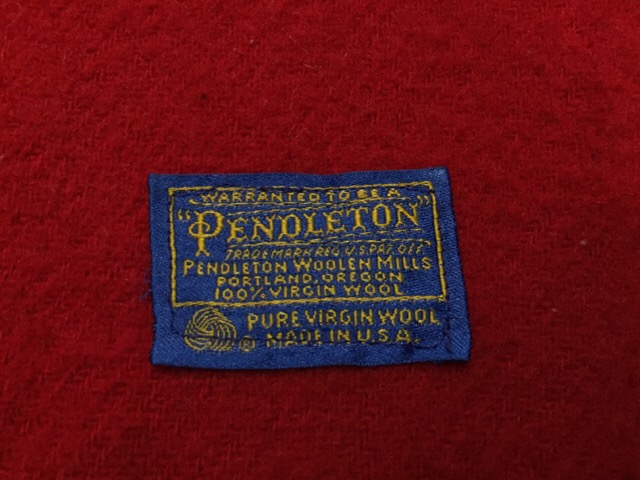 WARRANTED TO BE A
"PENDLETON"
TRADE MARK REG. U.S. PAT. OFF.
PENDLETON WOOLEN MILLS
PORTLAND, OREGON
100% VIRGIN WOOL
® PURE VIRGIN WOOL
MADE IN U.S.A.